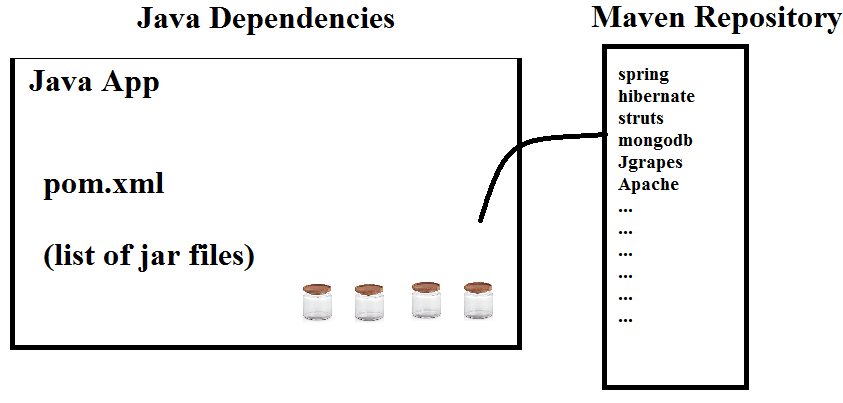 Java Dependencies
Maven Repository
Java App
pom.xml
(list of jar files)
spring
hibernate
struts
mongodb
Jgrapes
Apache
...
...
...
...
...
...